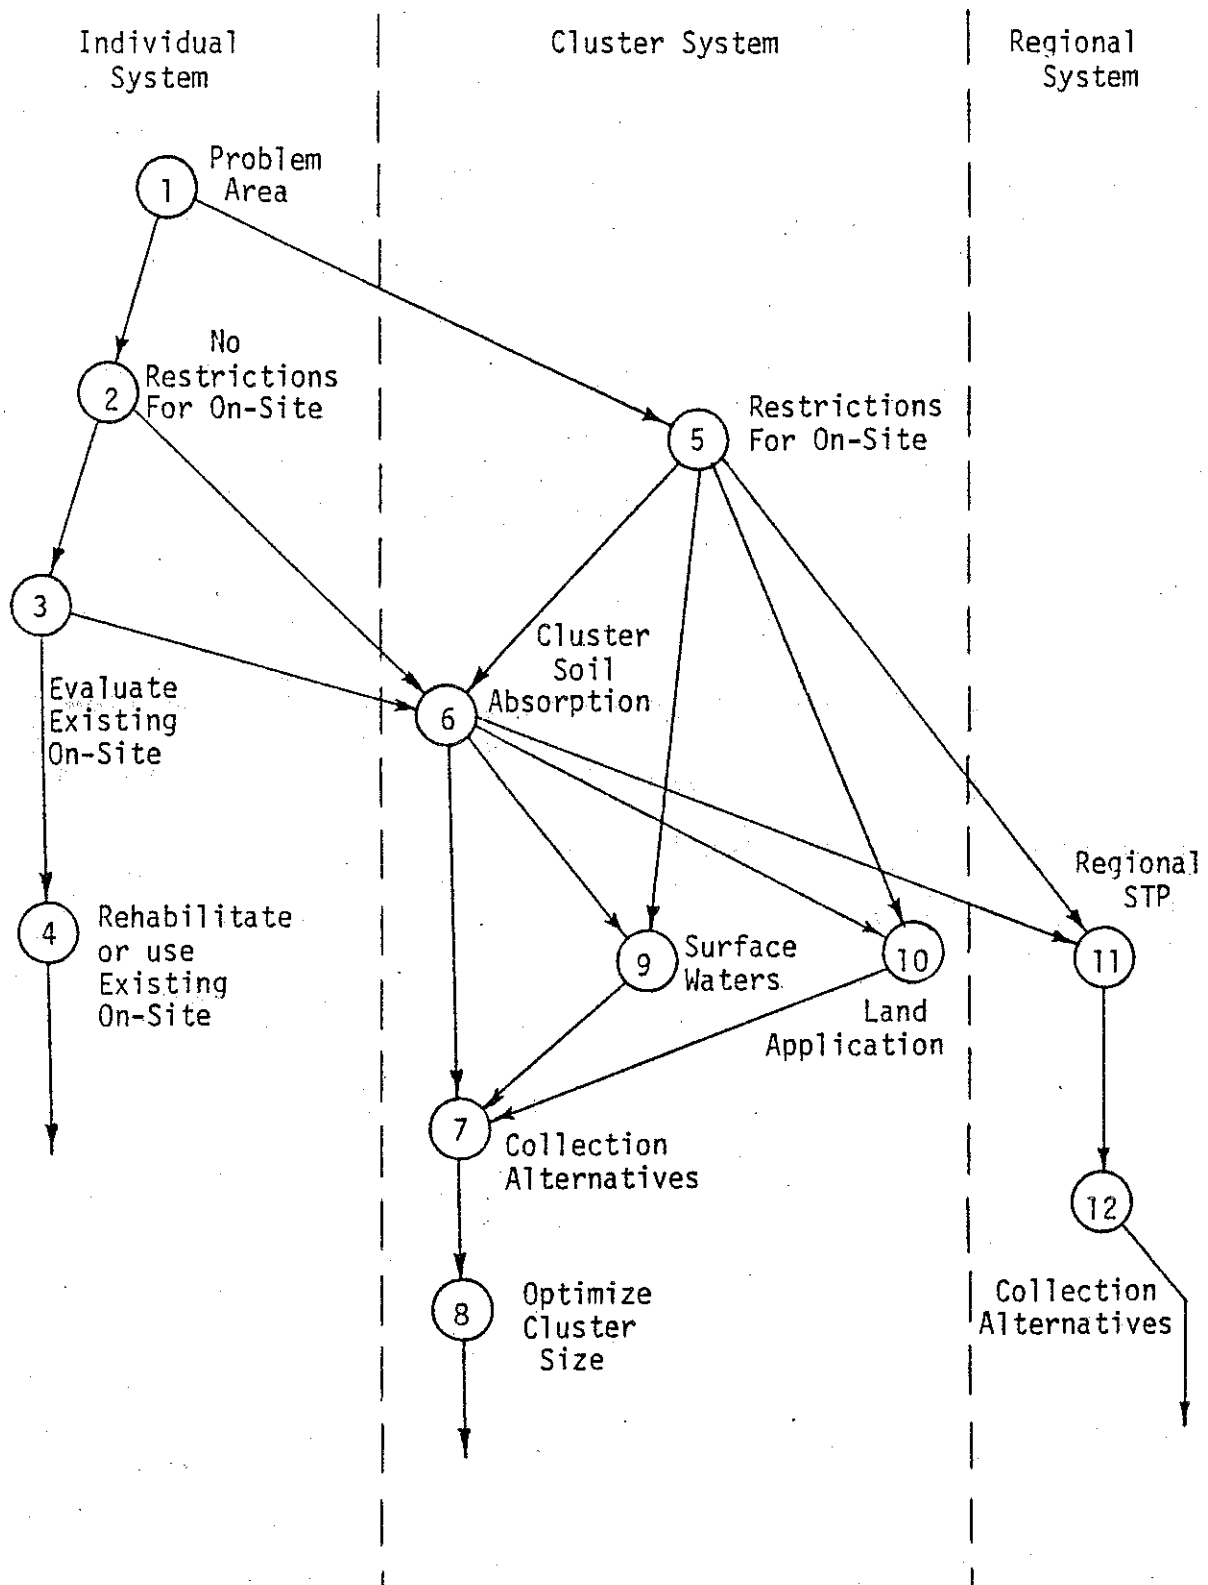 Individual
System
Cluster System
Regional
System
1
Problem
Area
2
No
Restrictions
For On-Site
5
Restrictions
For On-Site
3
Evaluate
Existing
On-Site
6
Cluster
Soil
Absorption
4
Rehabilitate
or use
Existing
On-Site
9
Surface
Waters
10
Land
Application
Regional
STP
11
7
Collection
Alternatives
12
Collection
Alternatives
8
Optimize
Cluster
Size